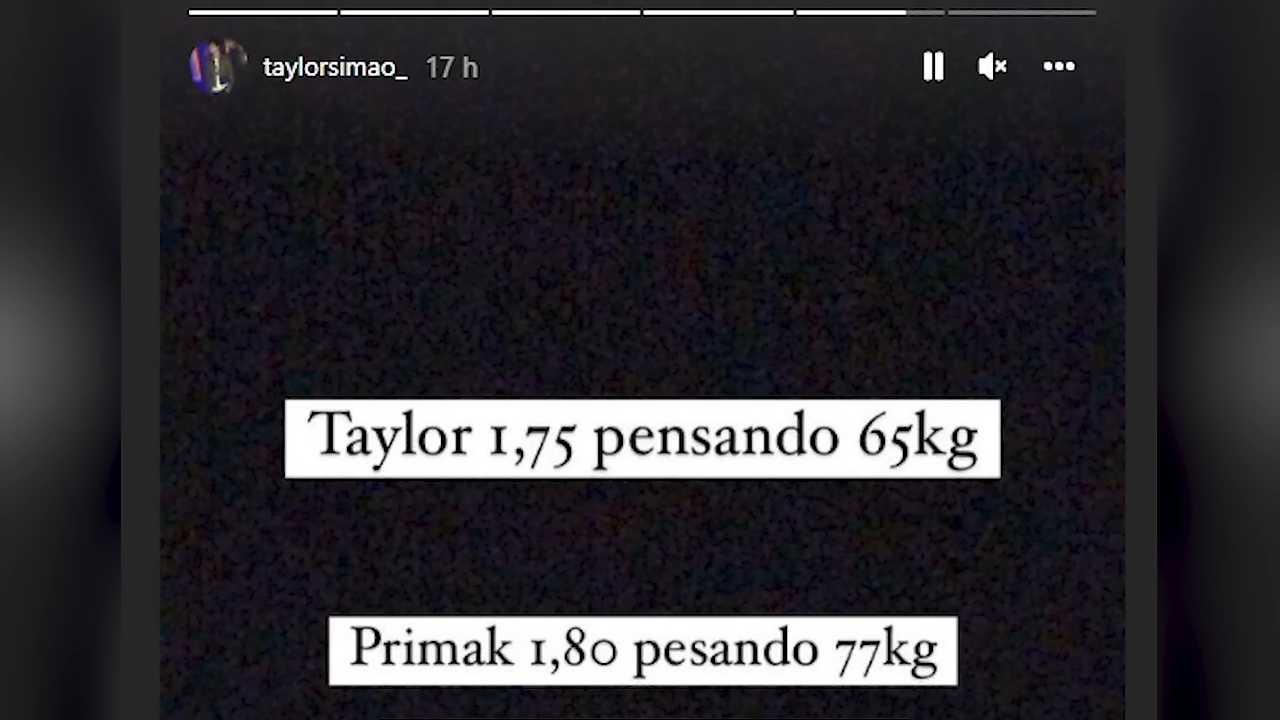 taylorsimao_ 17 h
Taylor 1,75 pensando 65kg
Primak 1,80 pesando 77kg